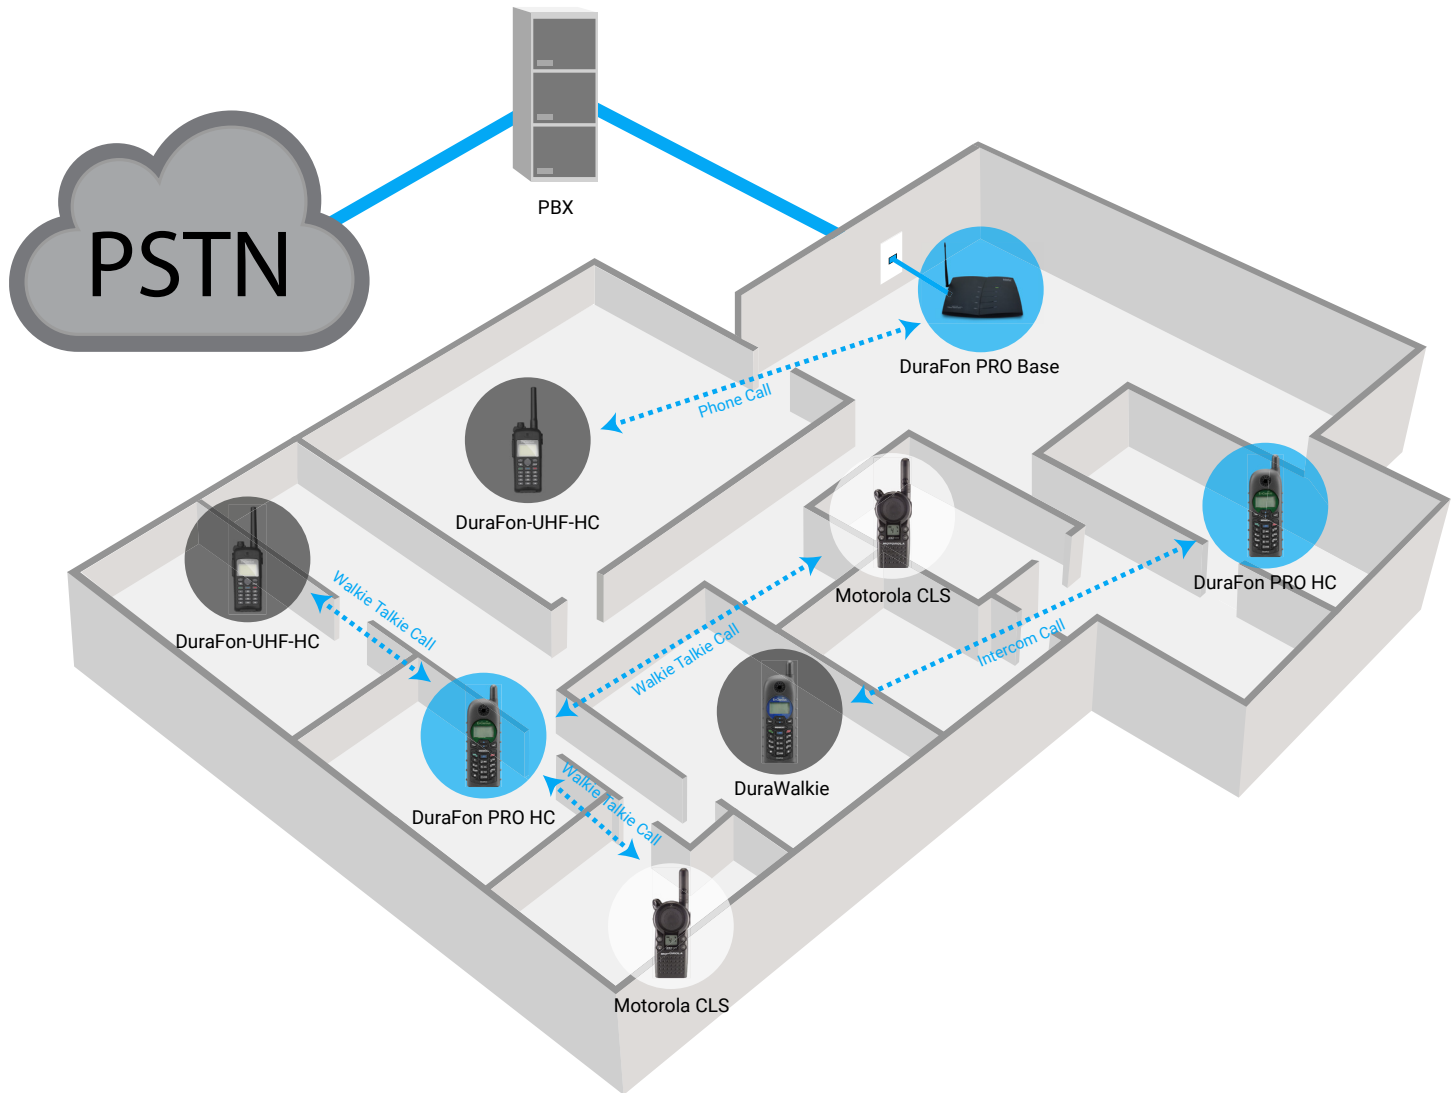 PBX
PSTN
DuraFon PRO Base
Phone Call
DuraFon-UHF-HC
DuraFon PRO HC
Motorola CLS
Walkie Talkie Call
DuraFon-UHF-HC
Walkie Talkie Call
Intercom Call
DuraWalkie
DuraFon PRO HC
Walkie Talkie Call
Motorola CLS